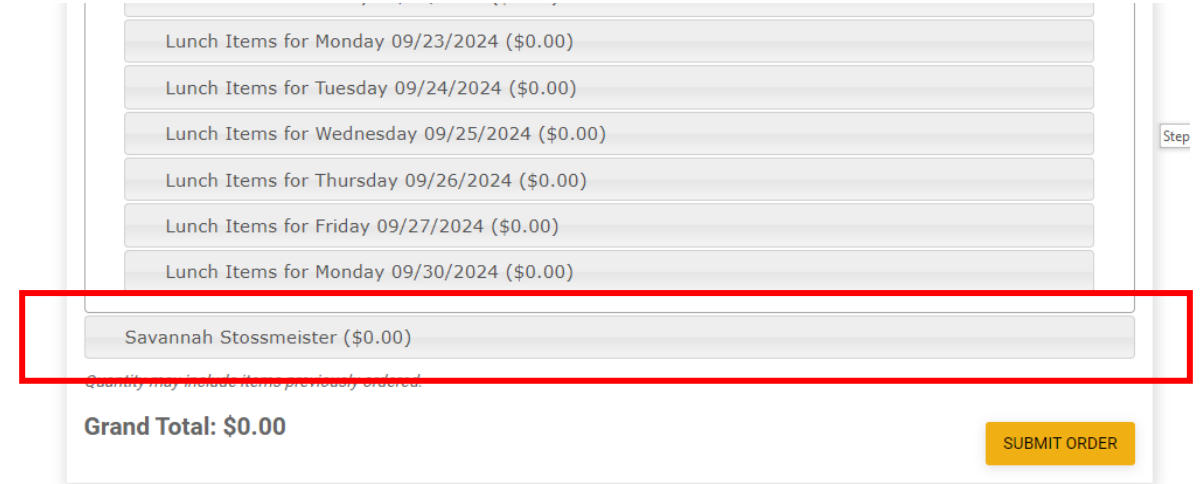 Lunch Items for Monday 09/23/2024 ($0.00)
Lunch Items for Tuesday 09/24/2024 ($0.00)
Lunch Items for Wednesday 09/25/2024 ($0.00)
Step
Lunch Items for Thursday 09/26/2024 ($0.00)
Lunch Items for Friday 09/27/2024 ($0.00)
Lunch Items for Monday 09/30/2024 ($0.00)
Savannah Stossmeister ($0.00)
Quantity may include items previously ordered.
Grand Total: $0.00
SUBMIT ORDER